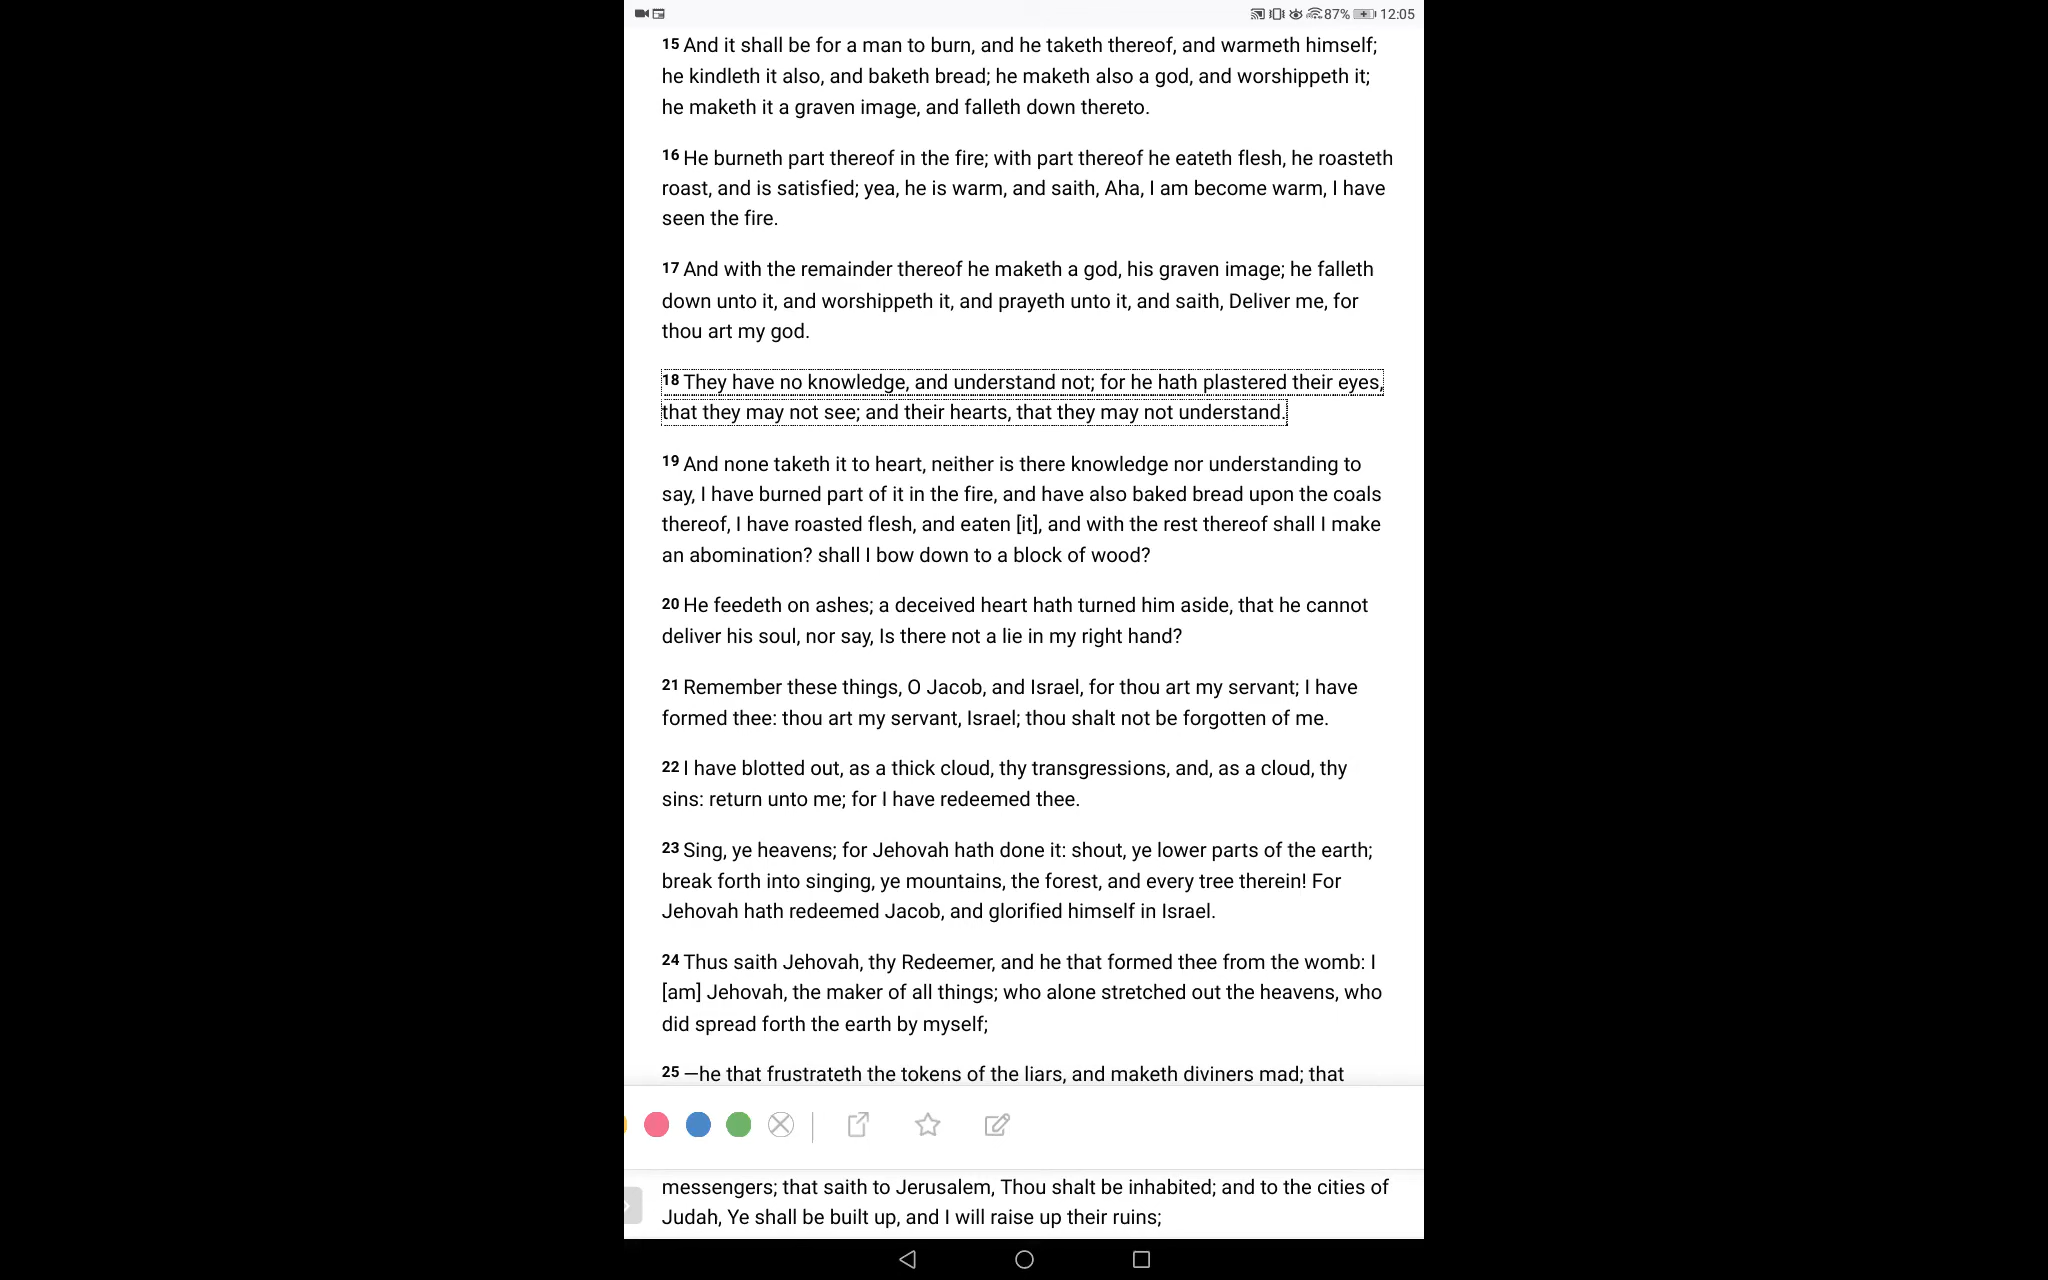 87% 12:05
15 And it shall be for a man to burn, and he taketh thereof, and warmeth himself;
he kindleth it also, and baketh bread; he maketh also a god, and worshippeth it;
he maketh it a graven image, and falleth down thereto.
16 He burneth part thereof in the fire; with part thereof he eateth flesh, he roasteth
roast, and is satisfied; yea, he is warm, and saith, Aha, I am become warm, I have
seen the fire.
17 And with the remainder thereof he maketh a god, his graven image; he falleth
down unto it, and worshippeth it, and prayeth unto it, and saith, Deliver me, for
thou art my god.
18 They have no knowledge, and understand not; for he hath plastered their eyes,
that they may not see; and their hearts, that they may not understand.
19 And none taketh it to heart, neither is there knowledge nor understanding to
say, I have burned part of it in the fire, and have also baked bread upon the coals
thereof, I have roasted flesh, and eaten [it], and with the rest thereof shall I make
an abomination? shall I bow down to a block of wood?
20 He feedeth on ashes; a deceived heart hath turned him aside, that he cannot
deliver his soul, nor say, Is there not a lie in my right hand?
21 Remember these things, O Jacob, and Israel, for thou art my servant; I have
formed thee: thou art my servant, Israel; thou shalt not be forgotten of me.
22 I have blotted out, as a thick cloud, thy transgressions, and, as a cloud, thy
sins: return unto me; for I have redeemed thee.
23 Sing, ye heavens; for Jehovah hath done it: shout, ye lower parts of the earth;
break forth into singing, ye mountains, the forest, and every tree therein! For
Jehovah hath redeemed Jacob, and glorified himself in Israel.
24 Thus saith Jehovah, thy Redeemer, and he that formed thee from the womb: I
[am] Jehovah, the maker of all things; who alone stretched out the heavens, who
did spread forth the earth by myself;
25 —he that frustrateth the tokens of the liars, and maketh diviners mad; that
messengers; that saith to Jerusalem, Thou shalt be inhabited; and to the cities of
Judah, Ye shall be built up, and I will raise up their ruins;